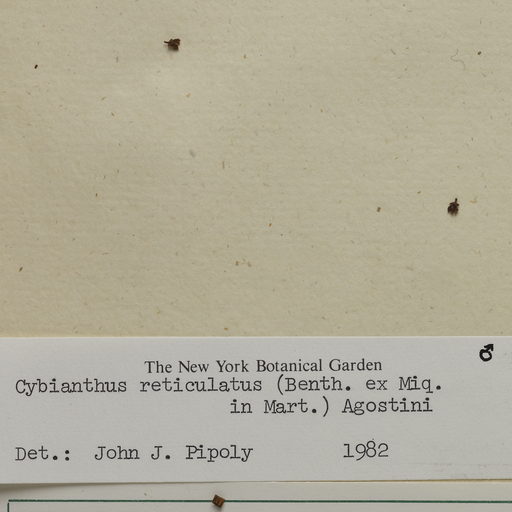 ♂
The New York Botanical Garden
Cybianthus reticulatus (Benth. ex Miq.
in Mart.) Agostini
Det.: John J. Pipoly 1982